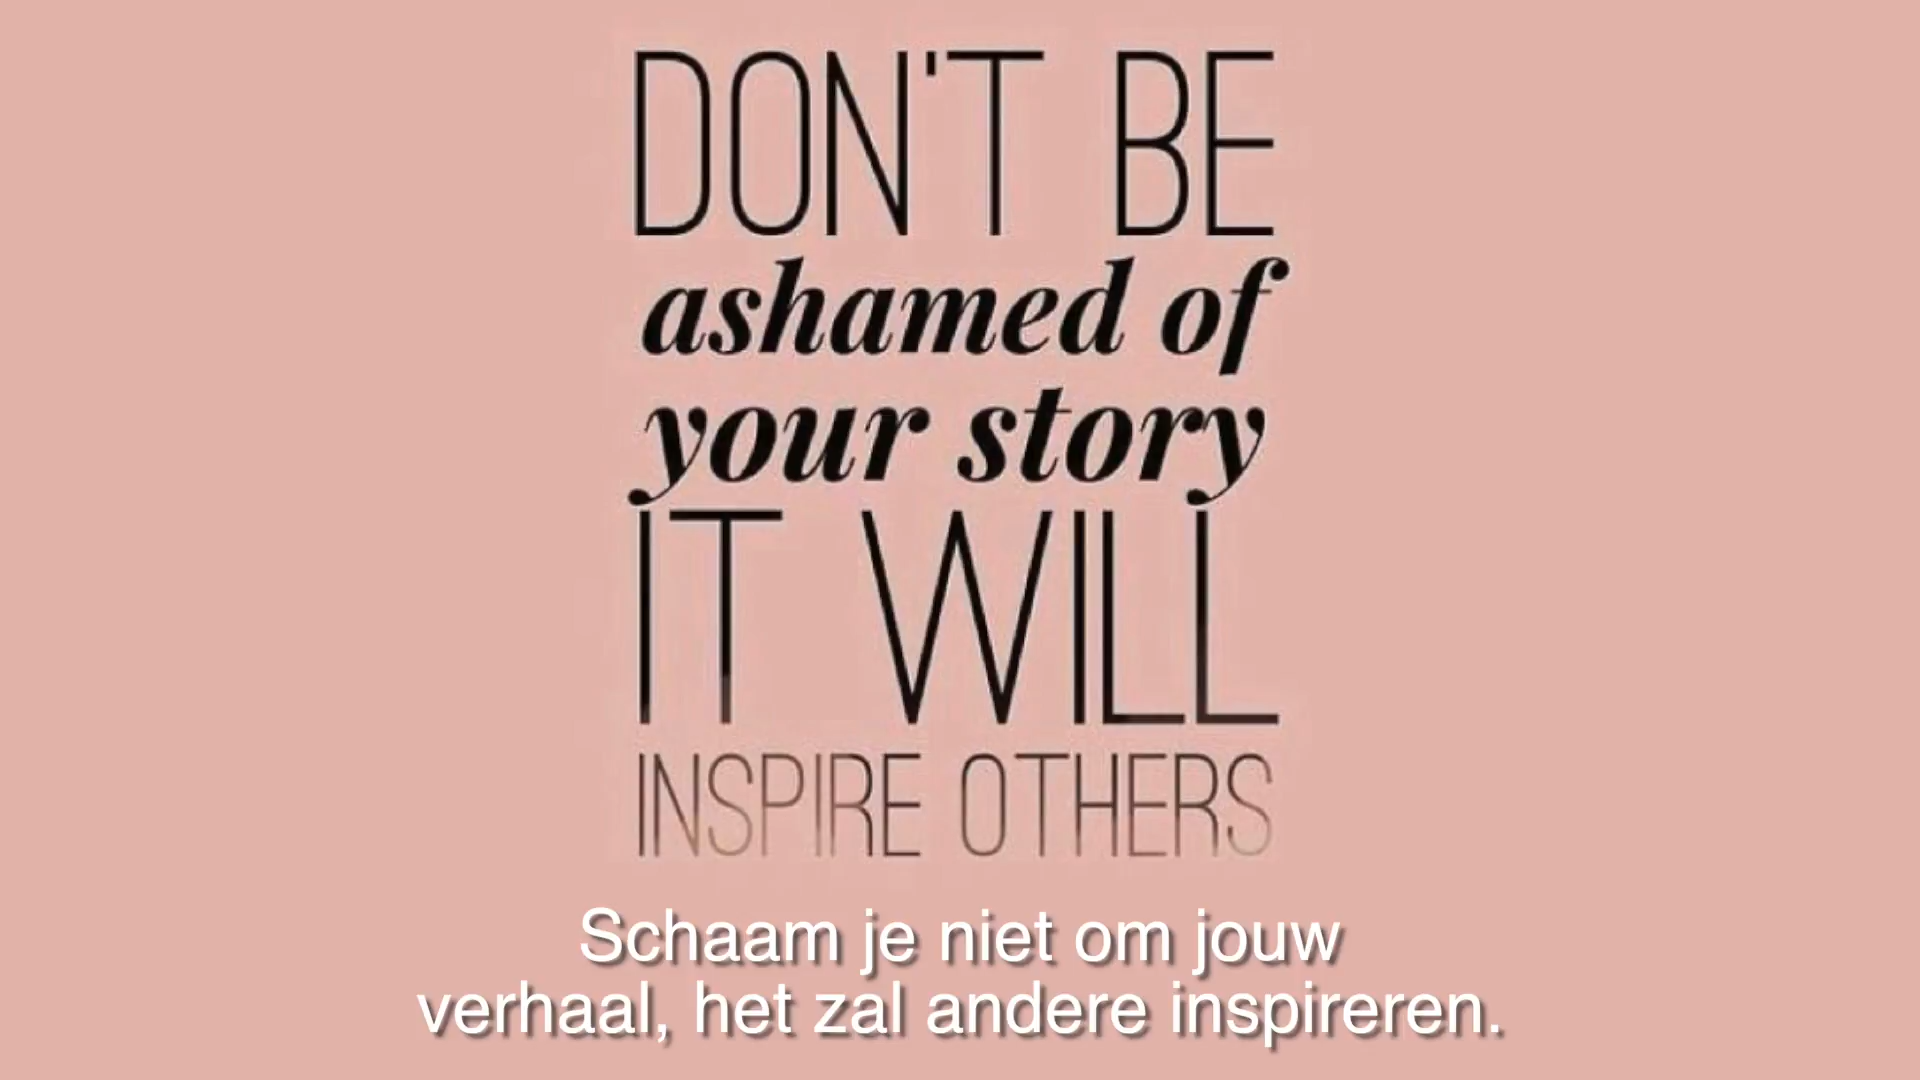 DON'T BE
ashamed of
your story
IT WILL
INSPIRE OTHERS
Schaam je niet om jouw
verhaal, het zal andere inspireren.